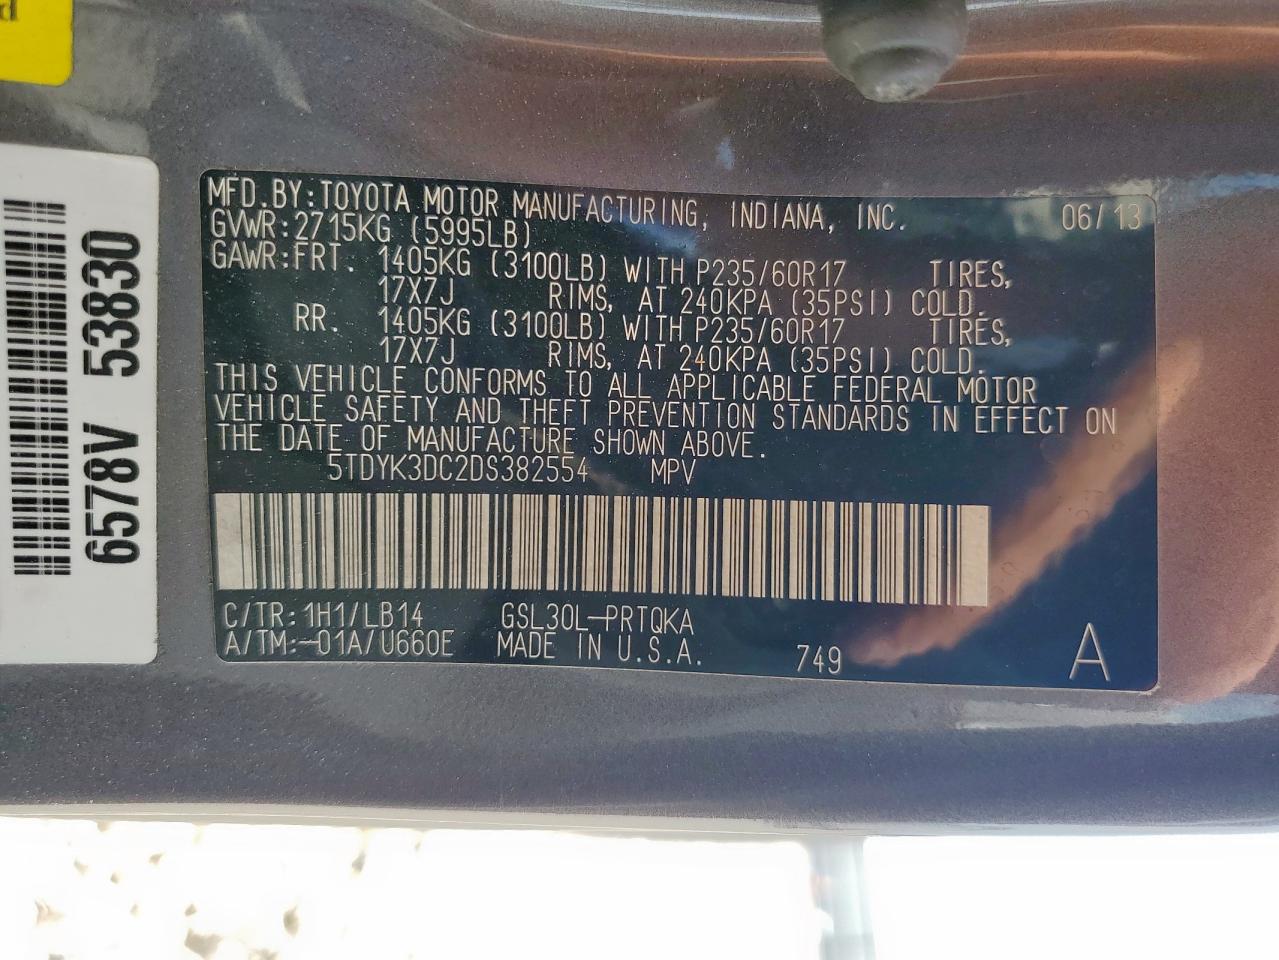 MFD.BY:TOYOTA MOTOR MANUFACTURING, INDIANA, INC. 06/13
GVWR:2715KG (5995LB)
GAWR:FRT. 1405KG (3100LB) WITH P235/60R17 TIRES,
17X7J RIMS, AT 240KPA (35PSI) COLD.
RR. 1405KG (3100LB) WITH P235/60R17 TIRES,
17X7J RIMS, AT 240KPA (35PSI) COLD.
THIS VEHICLE CONFORMS TO ALL APPLICABLE FEDERAL MOTOR
VEHICLE SAFETY AND THEFT PREVENTION STANDARDS IN EFFECT ON
THE DATE OF MANUFACTURE SHOWN ABOVE.
5TDYK3DC2DS382554 MPV
C/TR:1H1/LB14 GSL30L-PRTQKA
A/TM:-01A/U660E MADE IN U.S.A. 749 A
6578V 53830